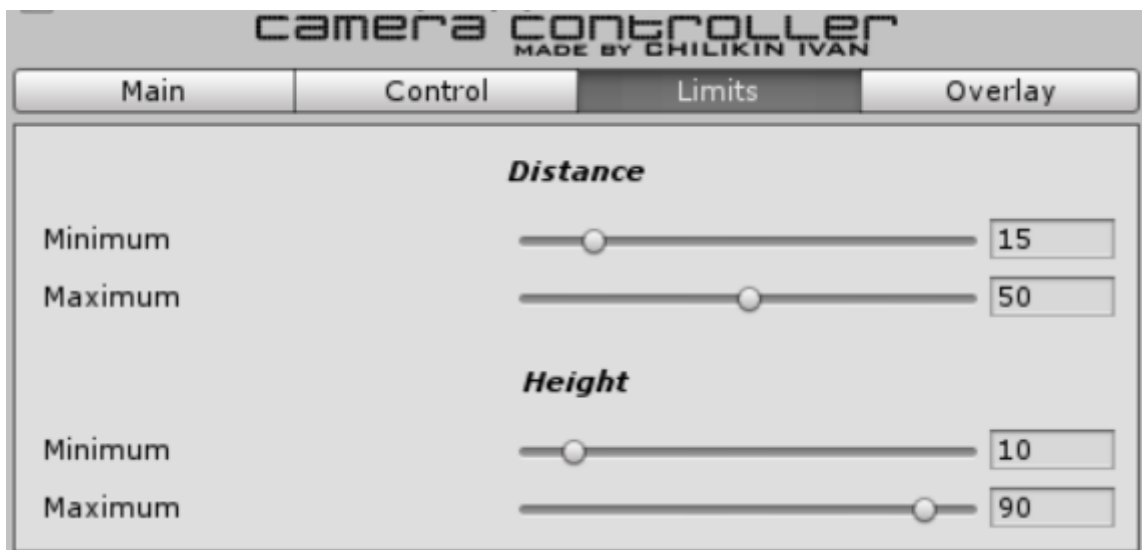 camera controller
MADE BY CHILIKIN IVAN
Main Control Limits Overlay
Distance
Minimum 15
Maximum 50
Height
Minimum 10
Maximum 90